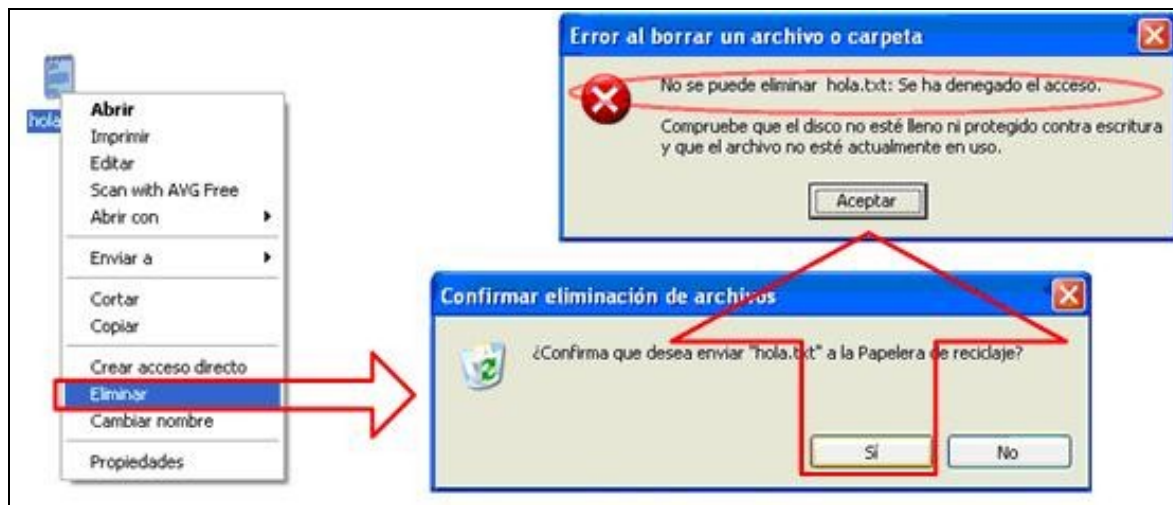 hola
Abrir
Imprimir
Editar
Scan with AVG Free
Abrir con
Enviar a
Cortar
Copiar
Crear acceso directo
Eliminar
Cambiar nombre
Propiedades
Error al borrar un archivo o carpeta
No se puede eliminar hola.txt: Se ha denegado el acceso.
Compruebe que el disco no esté lleno ni protegido contra escritura
y que el archivo no esté actualmente en uso.
Aceptar
Confirmar eliminación de archivos
¿Confirma que desea enviar "hola.txt" a la Papelera de reciclaje?
Sí
No